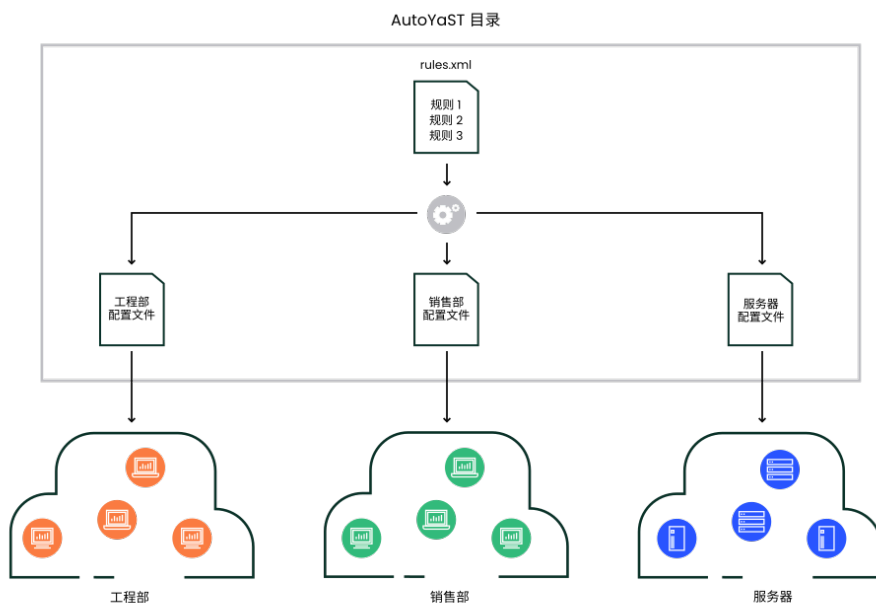 AutoYaST 目录
rules.xml
规则 1
规则 2
规则 3
工程部
配置文件
销售部
配置文件
服务器
配置文件
工程部
销售部
服务器